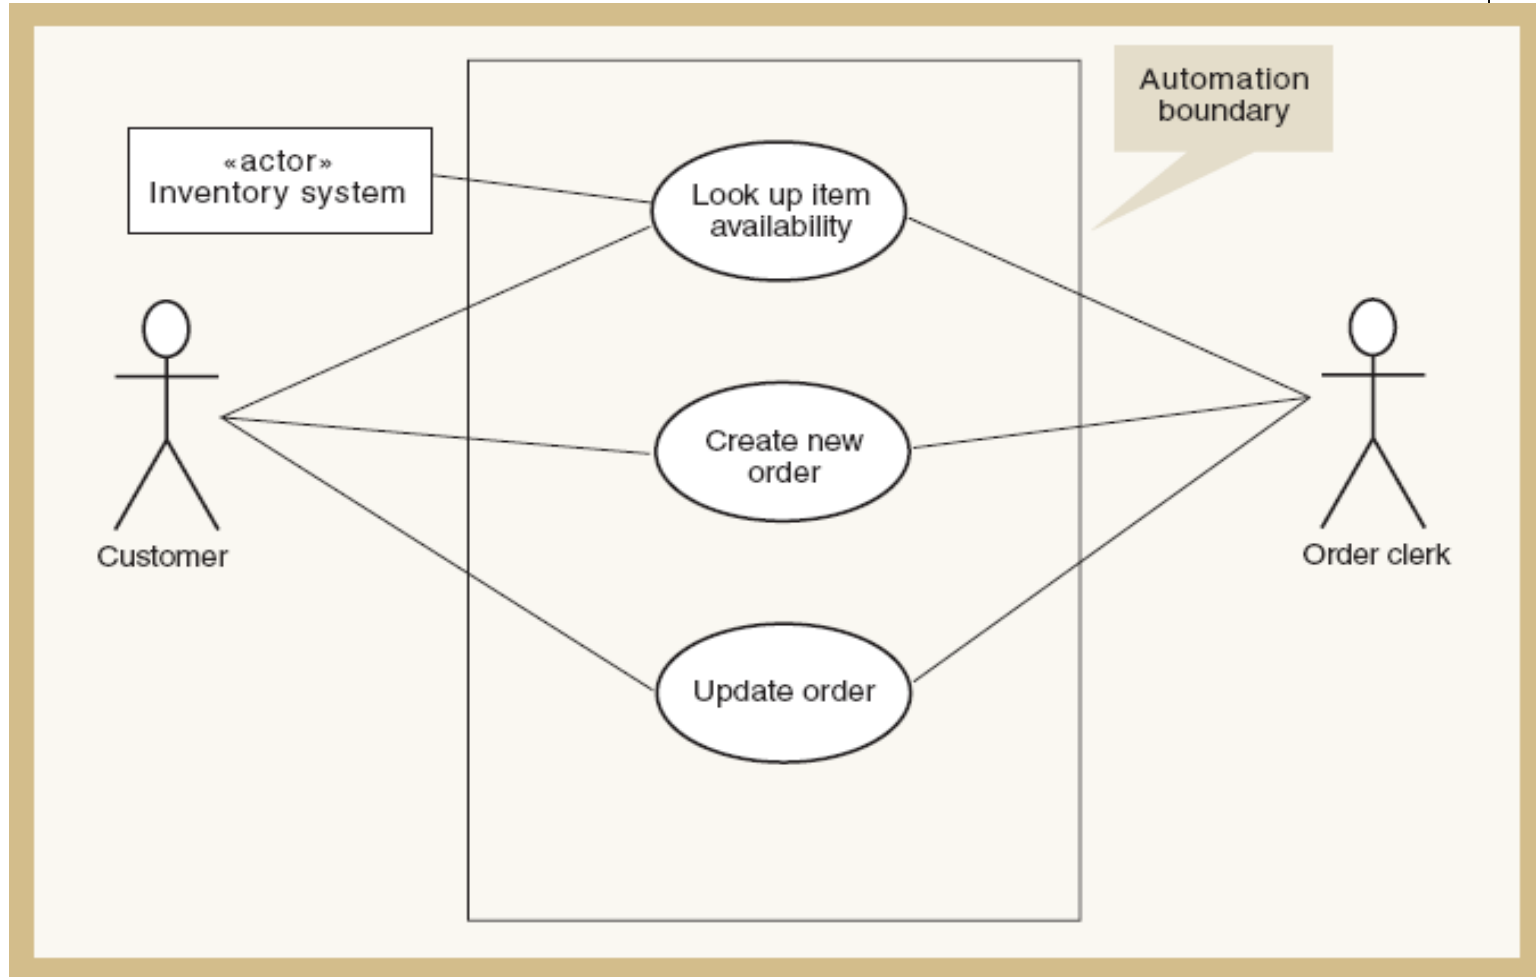 Automation
boundary
«actor»
Inventory system
Look up item
availability
Create new
order
Customer
Order clerk
Update order